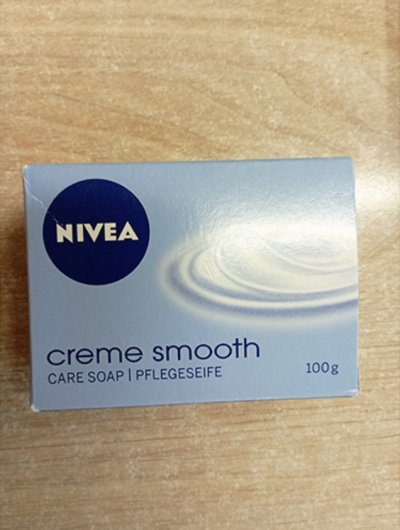 NIVEA
creme smooth
CARE SOAP | PFLEGESEIFE
100g